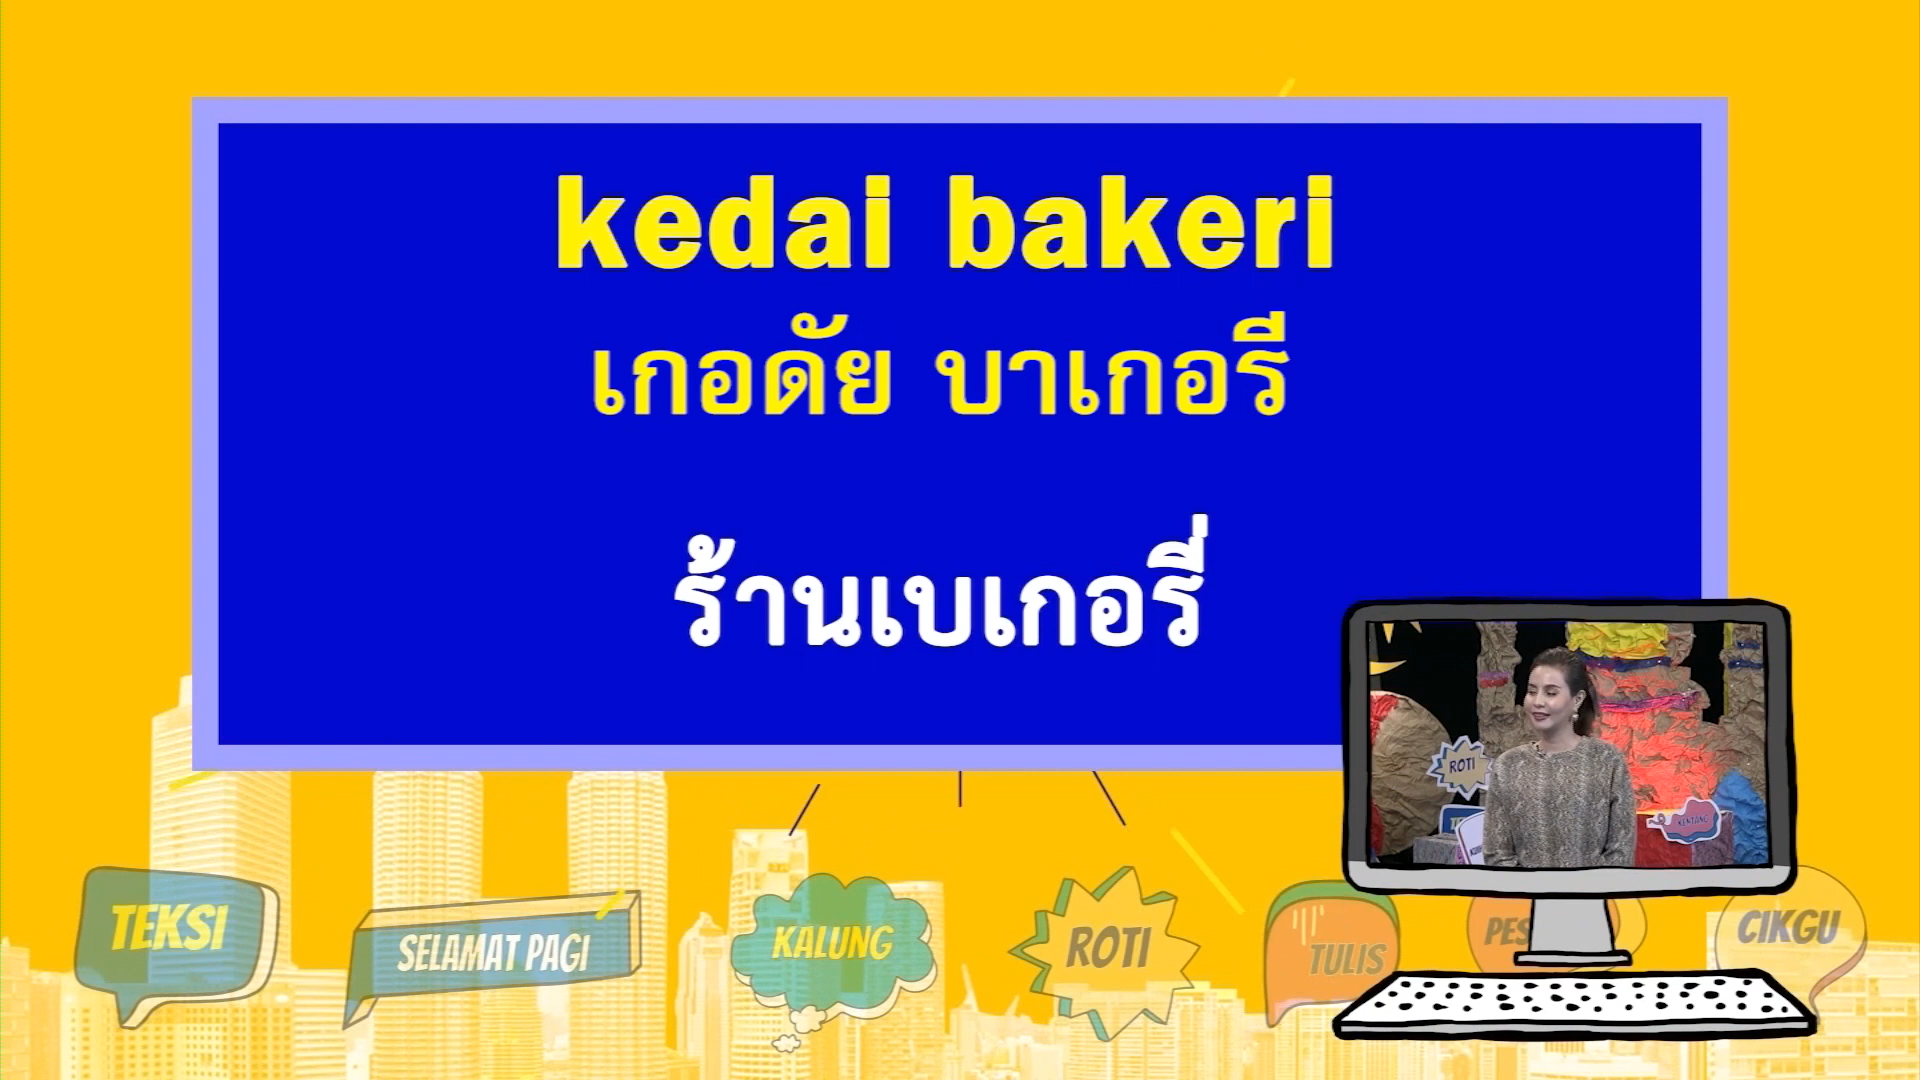 kedai bakeri
เกอดัย บาเกอรี
ร้านเบเกอรี่
ROTI
KENTANG
TEKSI
SELAMAT PAGI
KALUNG
ROTI
TULIS
CIKGU